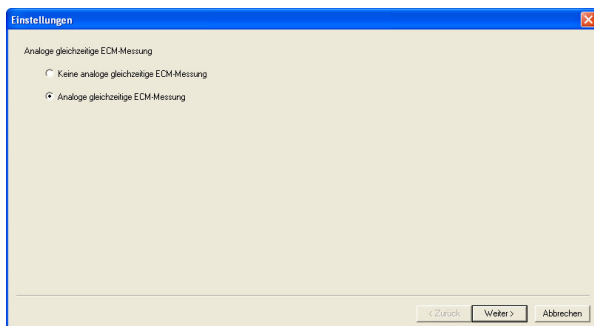 Einstellungen
Analoge gleichzeitige ECM-Messung
Keine analoge gleichzeitige ECM-Messung
Analoge gleichzeitige ECM-Messung
< Zurück Weiter > Abbrechen